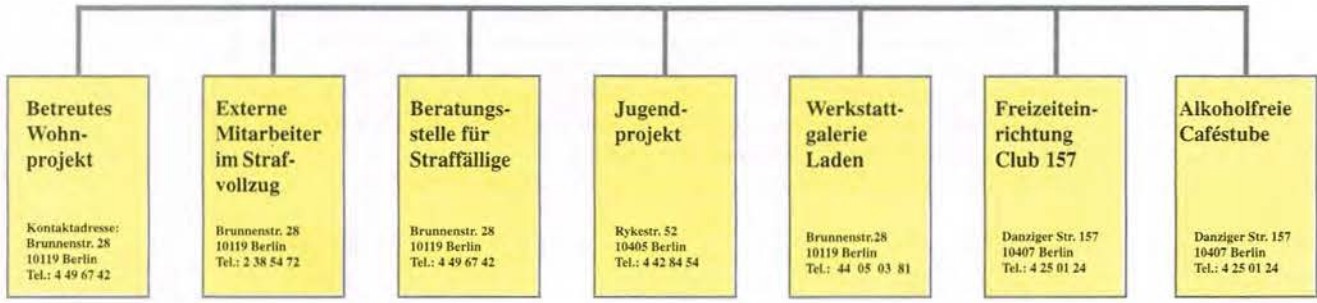 Betreutes
Wohn-
projekt
Kontaktadresse:
Brunnenstr. 28
10119 Berlin
Tel.: 4 49 67 42
Externe
Mitarbeiter
im Straf-
vollzug
Brunnenstr. 28
10119 Berlin
Tel.: 2 38 54 72
Beratungs-
stelle für
Straffällige
Brunnenstr. 28
10119 Berlin
Tel.: 4 49 67 42
Jugend-
projekt
Rykestr. 52
10405 Berlin
Tel.: 4 42 84 54
Werkstatt-
galerie
Laden
Brunnenstr.28
10119 Berlin
Tel.: 44 05 03 81
Freizeitein-
richtung
Club 157
Danziger Str. 157
10407 Berlin
Tel.: 4 25 01 24
Alkoholfreie
Caféstube
Danziger Str. 157
10407 Berlin
Tel.: 4 25 01 24